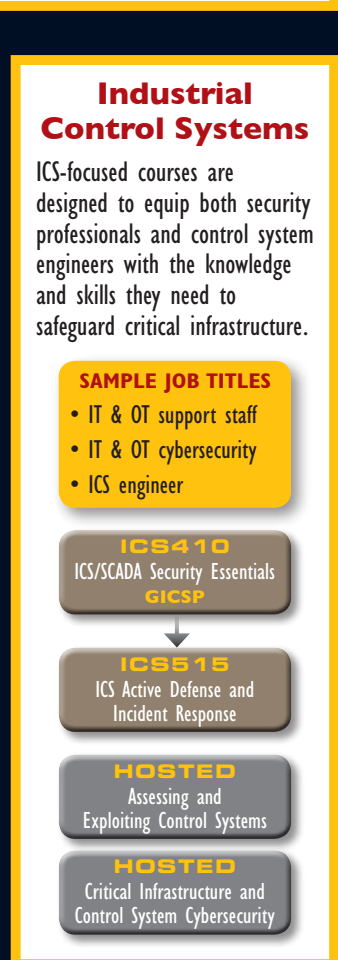 Industrial
Control Systems
ICS-focused courses are
designed to equip both security
professionals and control system
engineers with the knowledge
and skills they need to
safeguard critical infrastructure.
SAMPLE JOB TITLES
• IT & OT support staff
• IT & OT cybersecurity
• ICS engineer
ICS410
ICS/SCADA Security Essentials
GICSP
ICS515
ICS Active Defense and
Incident Response
HOSTED
Assessing and
Exploiting Control Systems
HOSTED
Critical Infrastructure and
Control System Cybersecurity